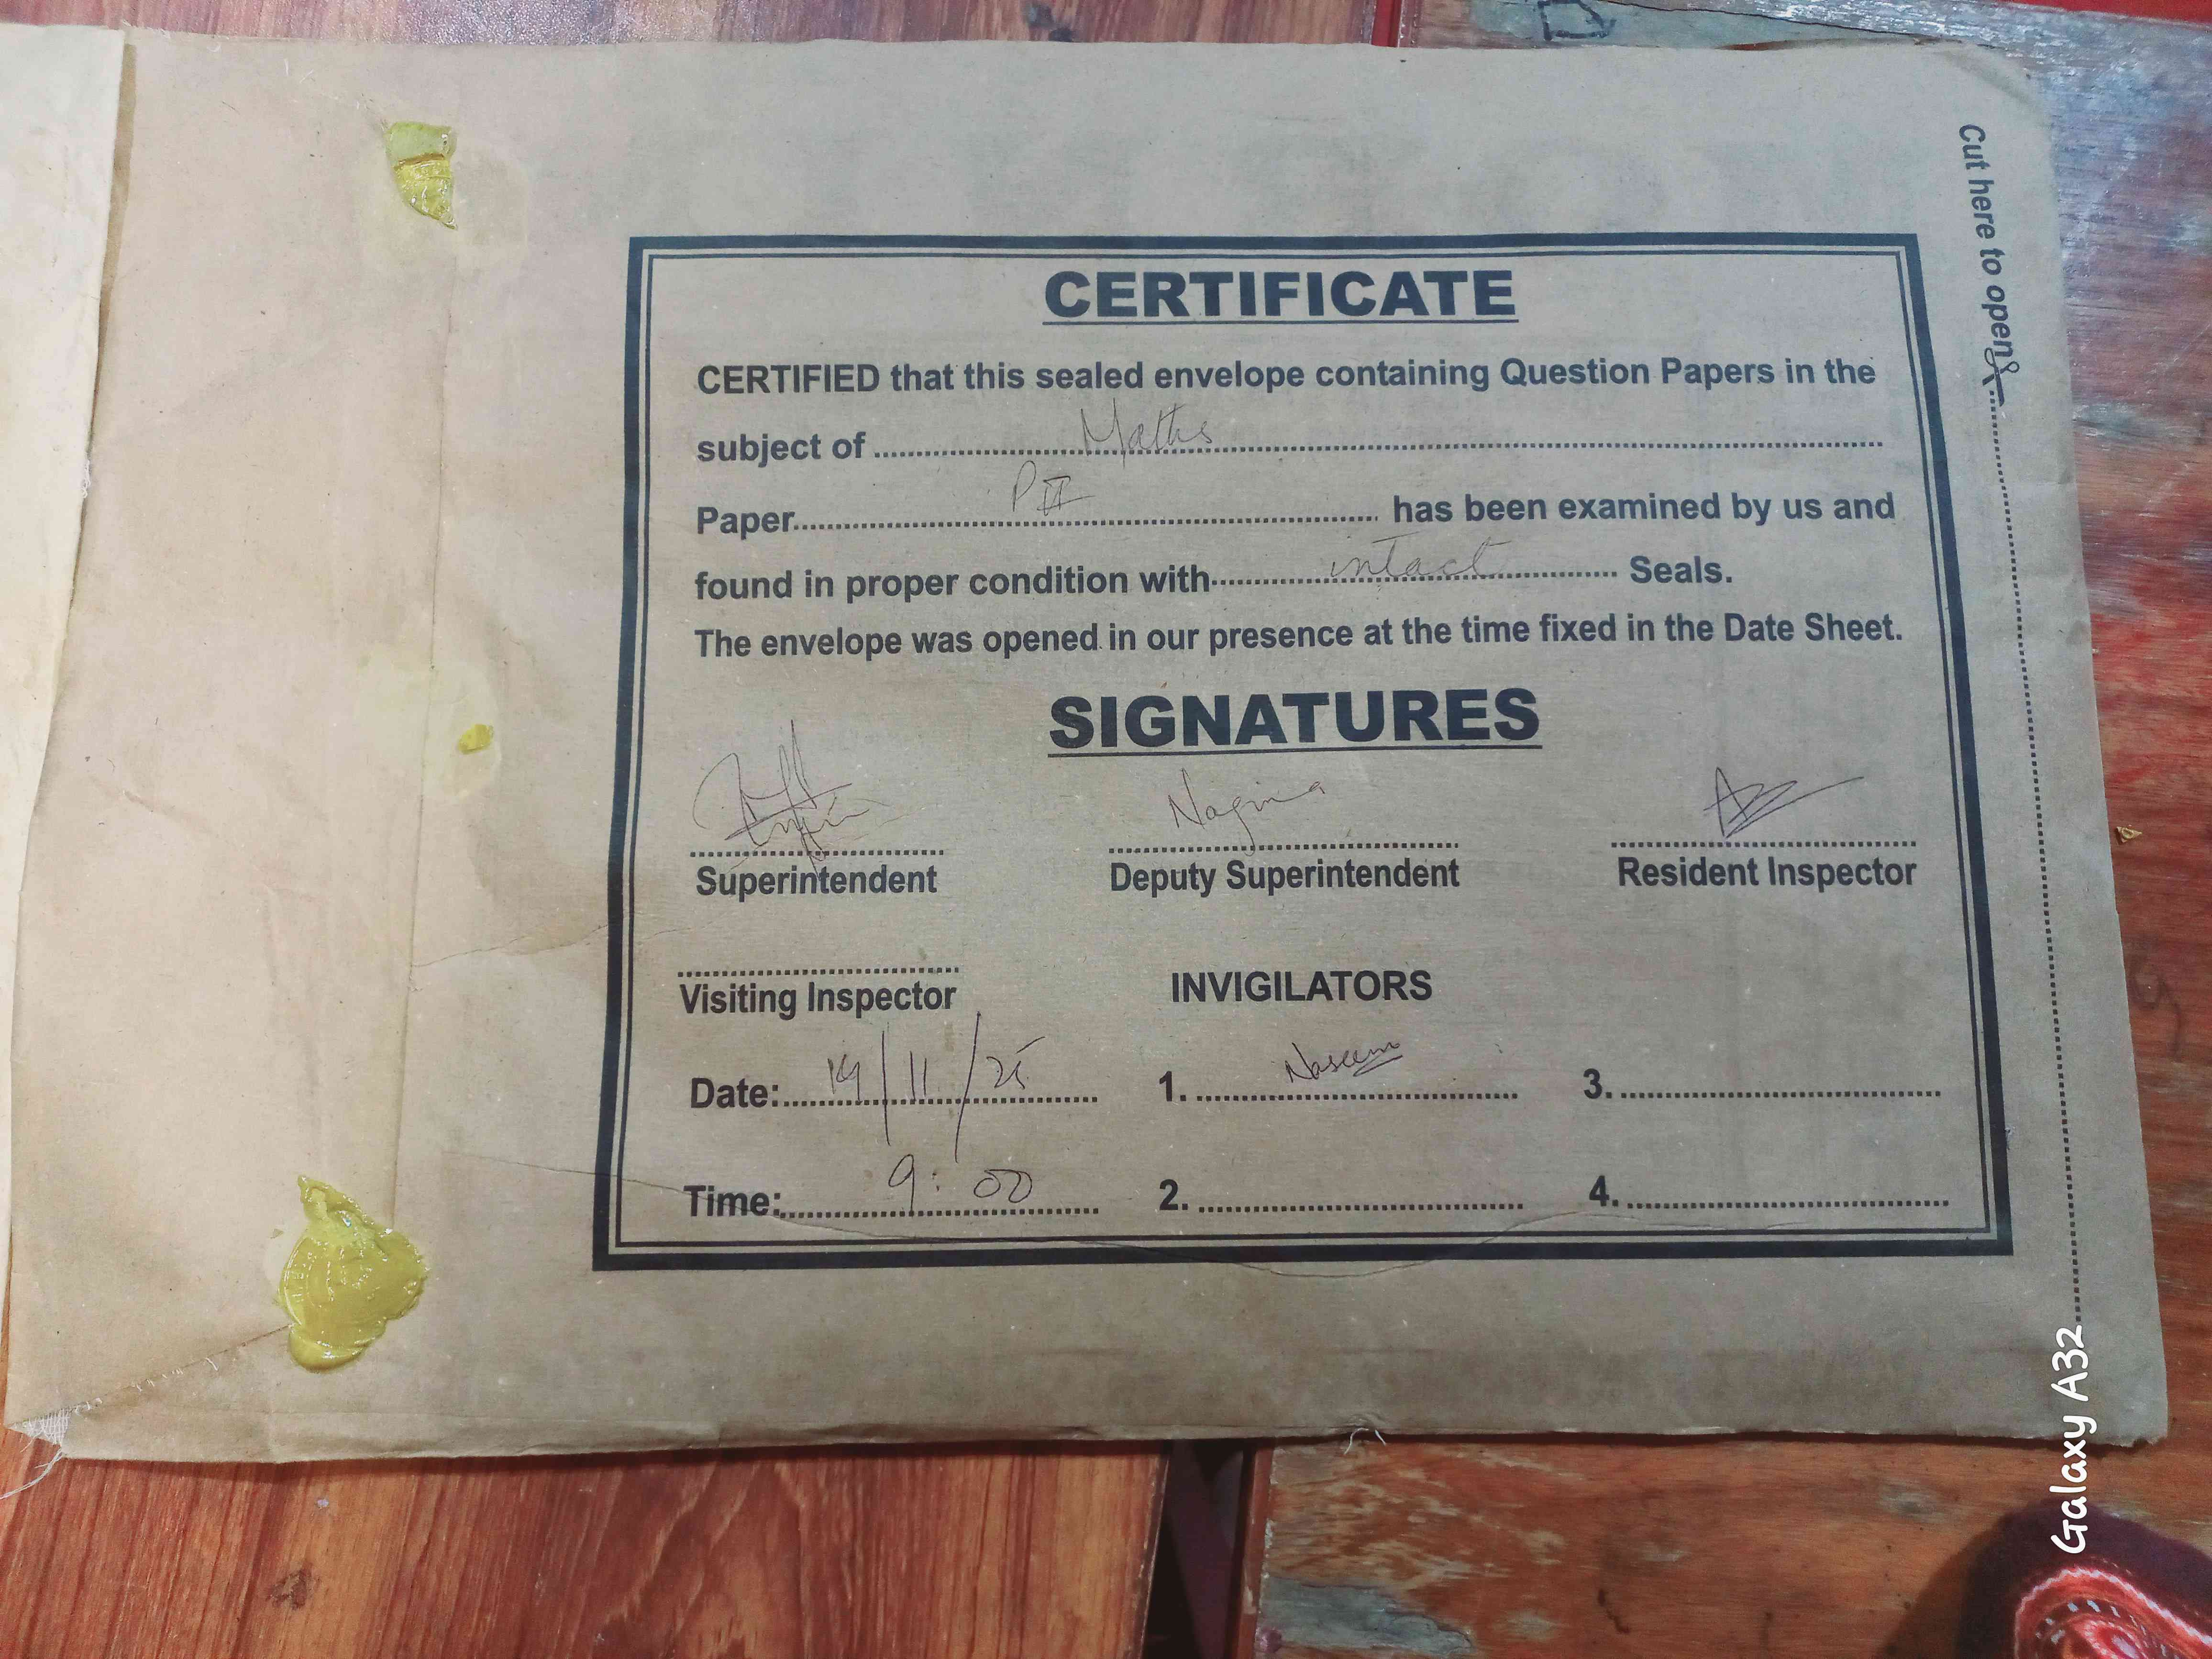 Cut here to open
CERTIFICATE
CERTIFIED that this sealed envelope containing Question Papers in the
subject of Maths
Paper P II has been examined by us and
found in proper condition with intact Seals.
The envelope was opened in our presence at the time fixed in the Date Sheet.
SIGNATURES
Nagina
Superintendent Deputy Superintendent Resident Inspector
Visiting Inspector INVIGILATORS
Date: 19/11/25 1. Naseem 3.
Time: 9:00 2. 4.
Galaxy A32